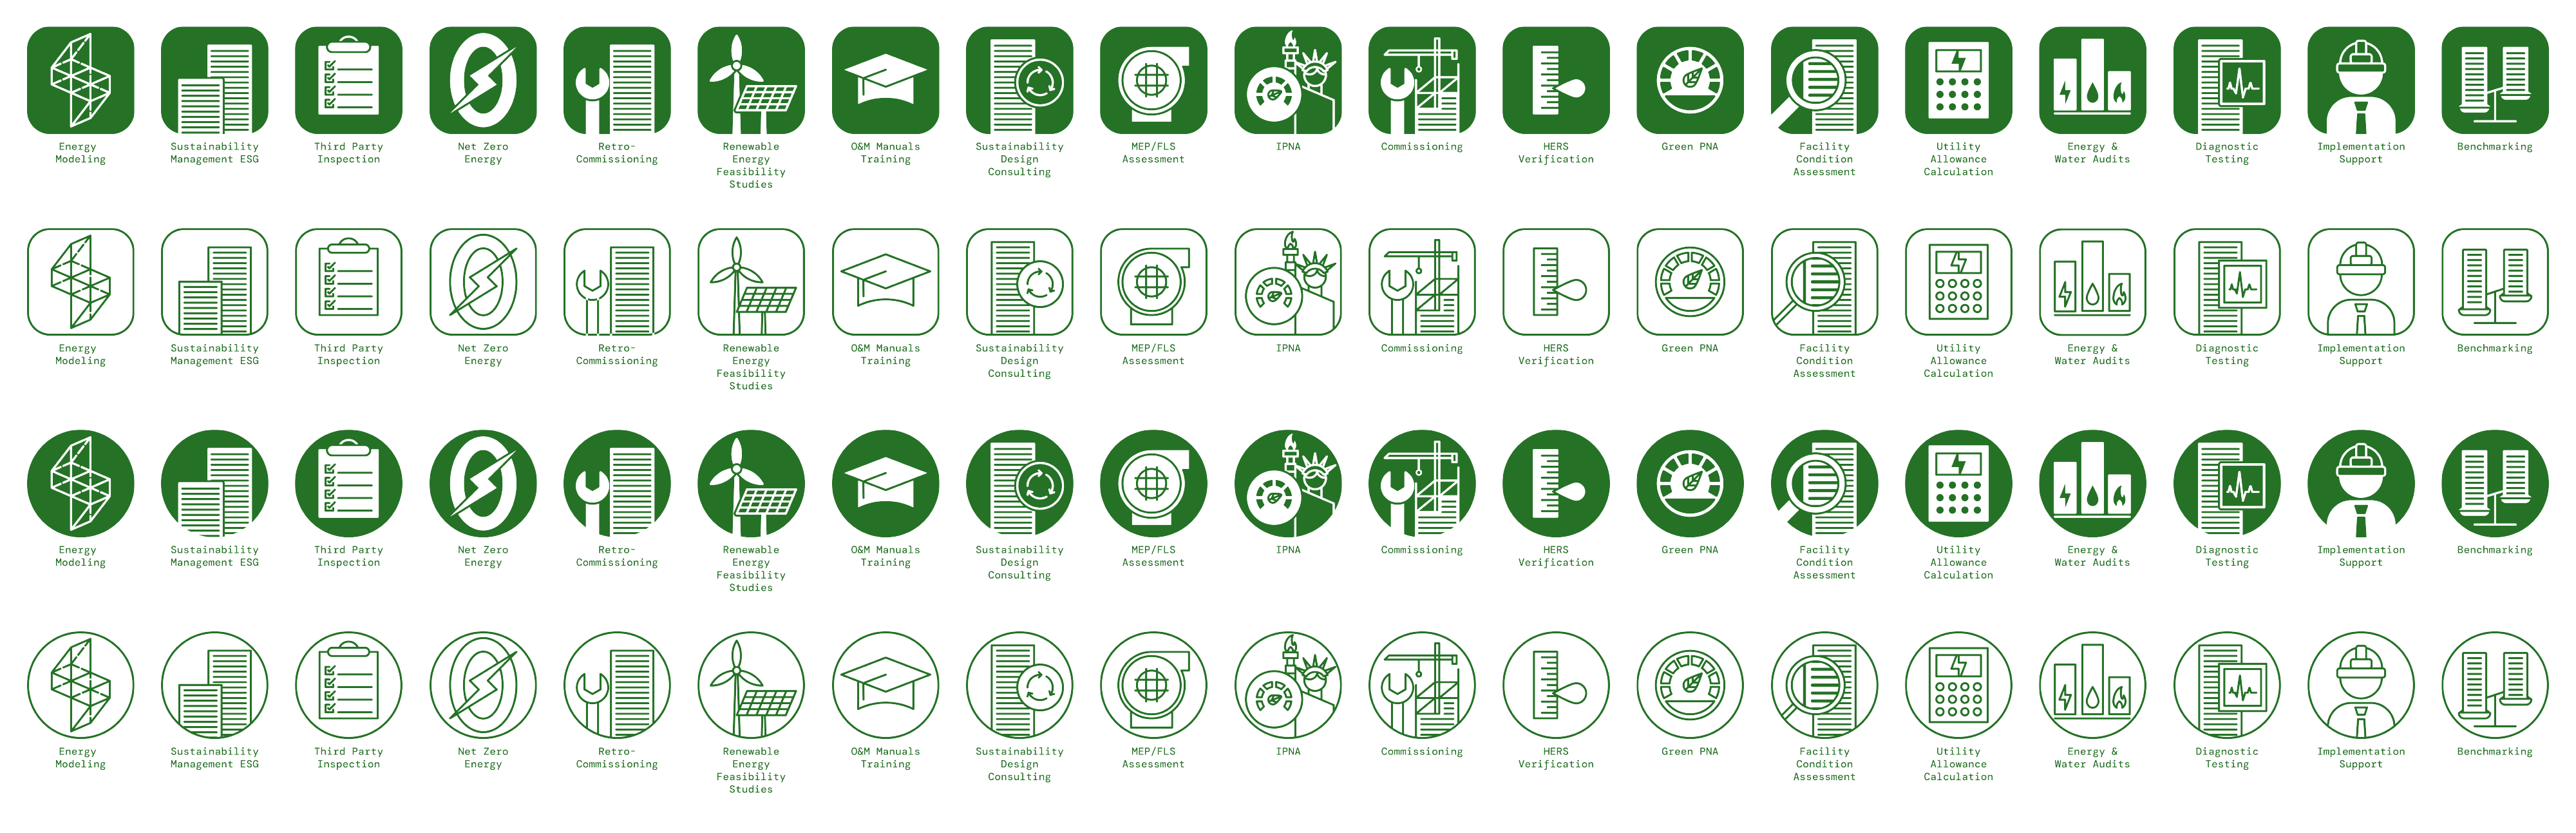 Energy
Modeling
Sustainability
Management ESG
Third Party
Inspection
Net Zero
Energy
Retro-
Commissioning
Renewable
Energy
Feasibility
Studies
O&M Manuals
Training
Sustainability
Design
Consulting
MEP/FLS
Assessment
IPNA
Commissioning
HERS
Verification
Green PNA
Facility
Condition
Assessment
Utility
Allowance
Calculation
Energy &
Water Audits
Diagnostic
Testing
Implementation
Support
Benchmarking
Energy
Modeling
Sustainability
Management ESG
Third Party
Inspection
Net Zero
Energy
Retro-
Commissioning
Renewable
Energy
Feasibility
Studies
O&M Manuals
Training
Sustainability
Design
Consulting
MEP/FLS
Assessment
IPNA
Commissioning
HERS
Verification
Green PNA
Facility
Condition
Assessment
Utility
Allowance
Calculation
Energy &
Water Audits
Diagnostic
Testing
Implementation
Support
Benchmarking
Energy
Modeling
Sustainability
Management ESG
Third Party
Inspection
Net Zero
Energy
Retro-
Commissioning
Renewable
Energy
Feasibility
Studies
O&M Manuals
Training
Sustainability
Design
Consulting
MEP/FLS
Assessment
IPNA
Commissioning
HERS
Verification
Green PNA
Facility
Condition
Assessment
Utility
Allowance
Calculation
Energy &
Water Audits
Diagnostic
Testing
Implementation
Support
Benchmarking
Energy
Modeling
Sustainability
Management ESG
Third Party
Inspection
Net Zero
Energy
Retro-
Commissioning
Renewable
Energy
Feasibility
Studies
O&M Manuals
Training
Sustainability
Design
Consulting
MEP/FLS
Assessment
IPNA
Commissioning
HERS
Verification
Green PNA
Facility
Condition
Assessment
Utility
Allowance
Calculation
Energy &
Water Audits
Diagnostic
Testing
Implementation
Support
Benchmarking